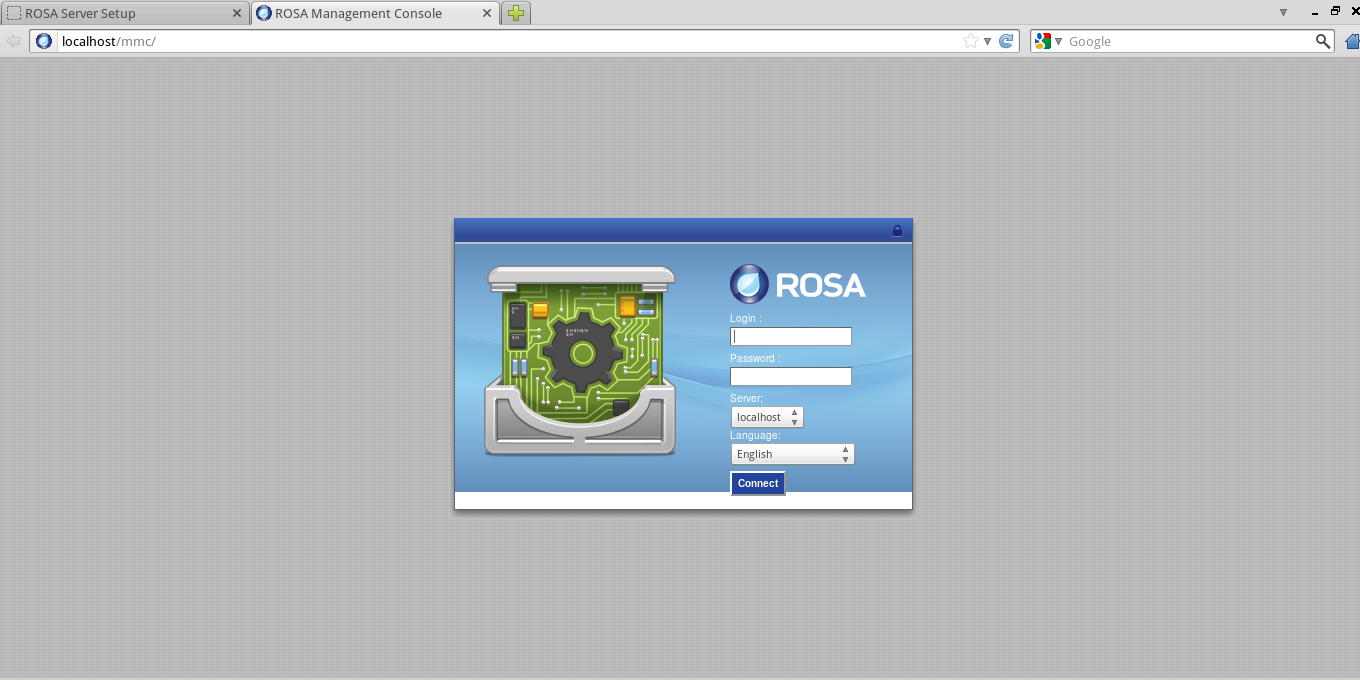 ROSA Server Setup
ROSA Management Console
localhost/mmc/
Google
ROSA
Login :
Password :
Server:
localhost
Language:
English
Connect